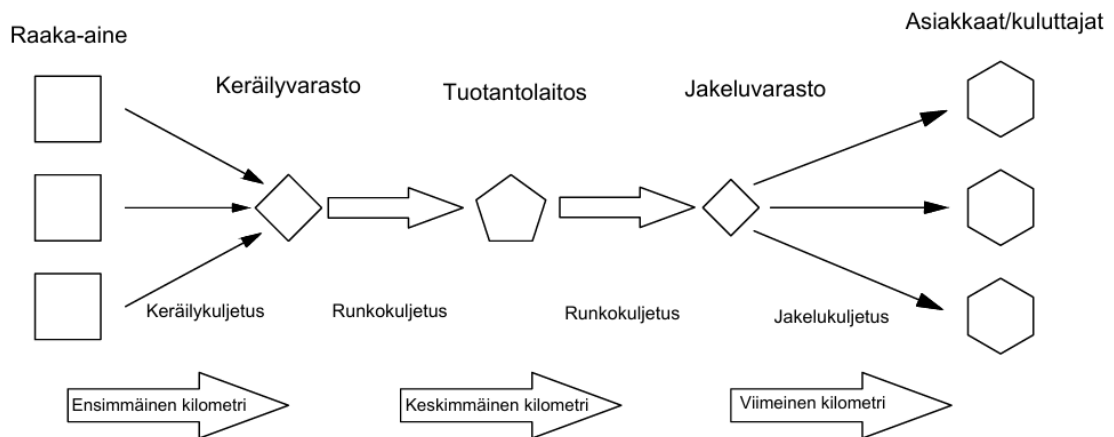 Raaka-aine
Asiakkaat/kuluttajat
Keräilyvarasto
Tuotantolaitos
Jakeluvarasto
Keräilykuljetus
Runkokuljetus
Runkokuljetus
Jakelukuljetus
Ensimmäinen kilometri
Keskimmäinen kilometri
Viimeinen kilometri